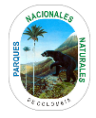 PARQUES
NACIONALES
NATURALES
DE COLOMBIA